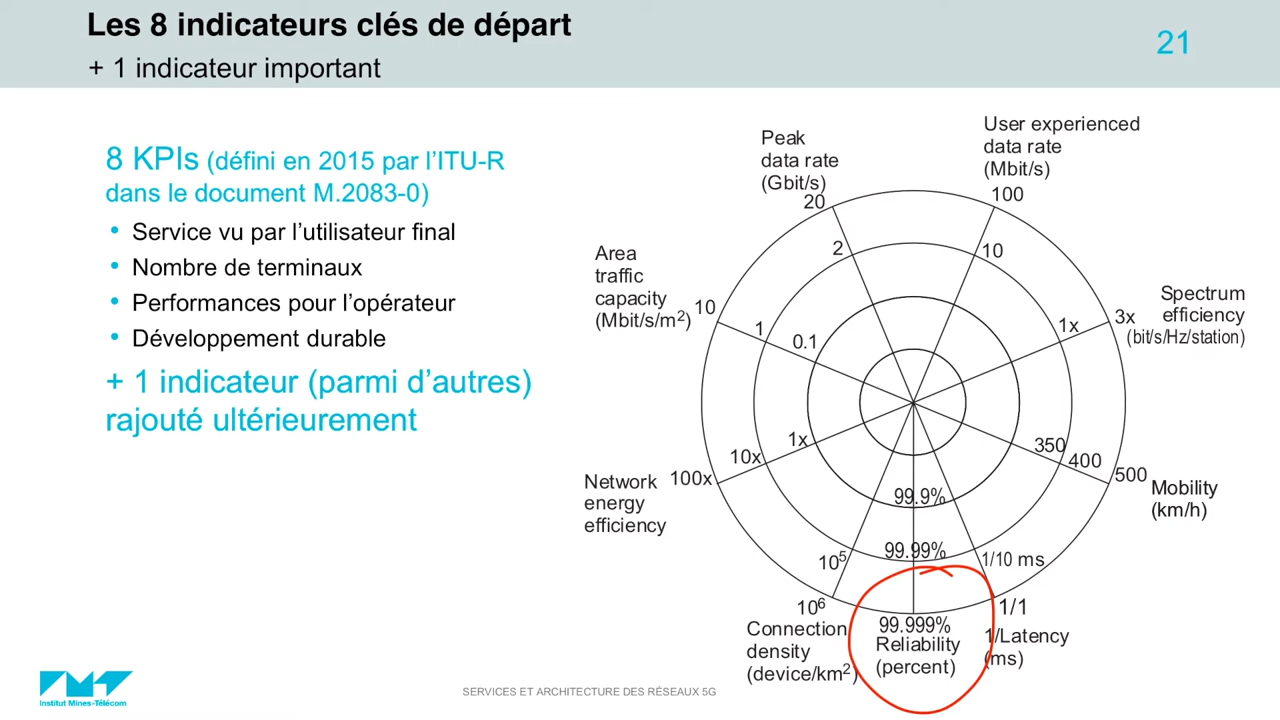 Les 8 indicateurs clés de départ
+ 1 indicateur important
21
8 KPIs (défini en 2015 par l'ITU-R
dans le document M.2083-0)
• Service vu par l'utilisateur final
• Nombre de terminaux
• Performances pour l'opérateur
• Développement durable
+ 1 indicateur (parmi d'autres)
rajouté ultérieurement
Peak
data rate
(Gbit/s)
20
2
User experienced
data rate
(Mbit/s)
100
10
Area
traffic
capacity
(Mbit/s/m²)
10
1
0.1
Spectrum
efficiency
(bit/s/Hz/station)
3x
1x
Network
energy
efficiency
100x
10x
1x
350
400
500
Mobility
(km/h)
99.9%
99.99%
99.999%
Reliability
(percent)
10⁵
10⁶
Connection
density
(device/km²)
1/10 ms
1/1
1/Latency
(ms)
IMT
Institut Mines-Télécom
SERVICES ET ARCHITECTURE DES RÉSEAUX 5G